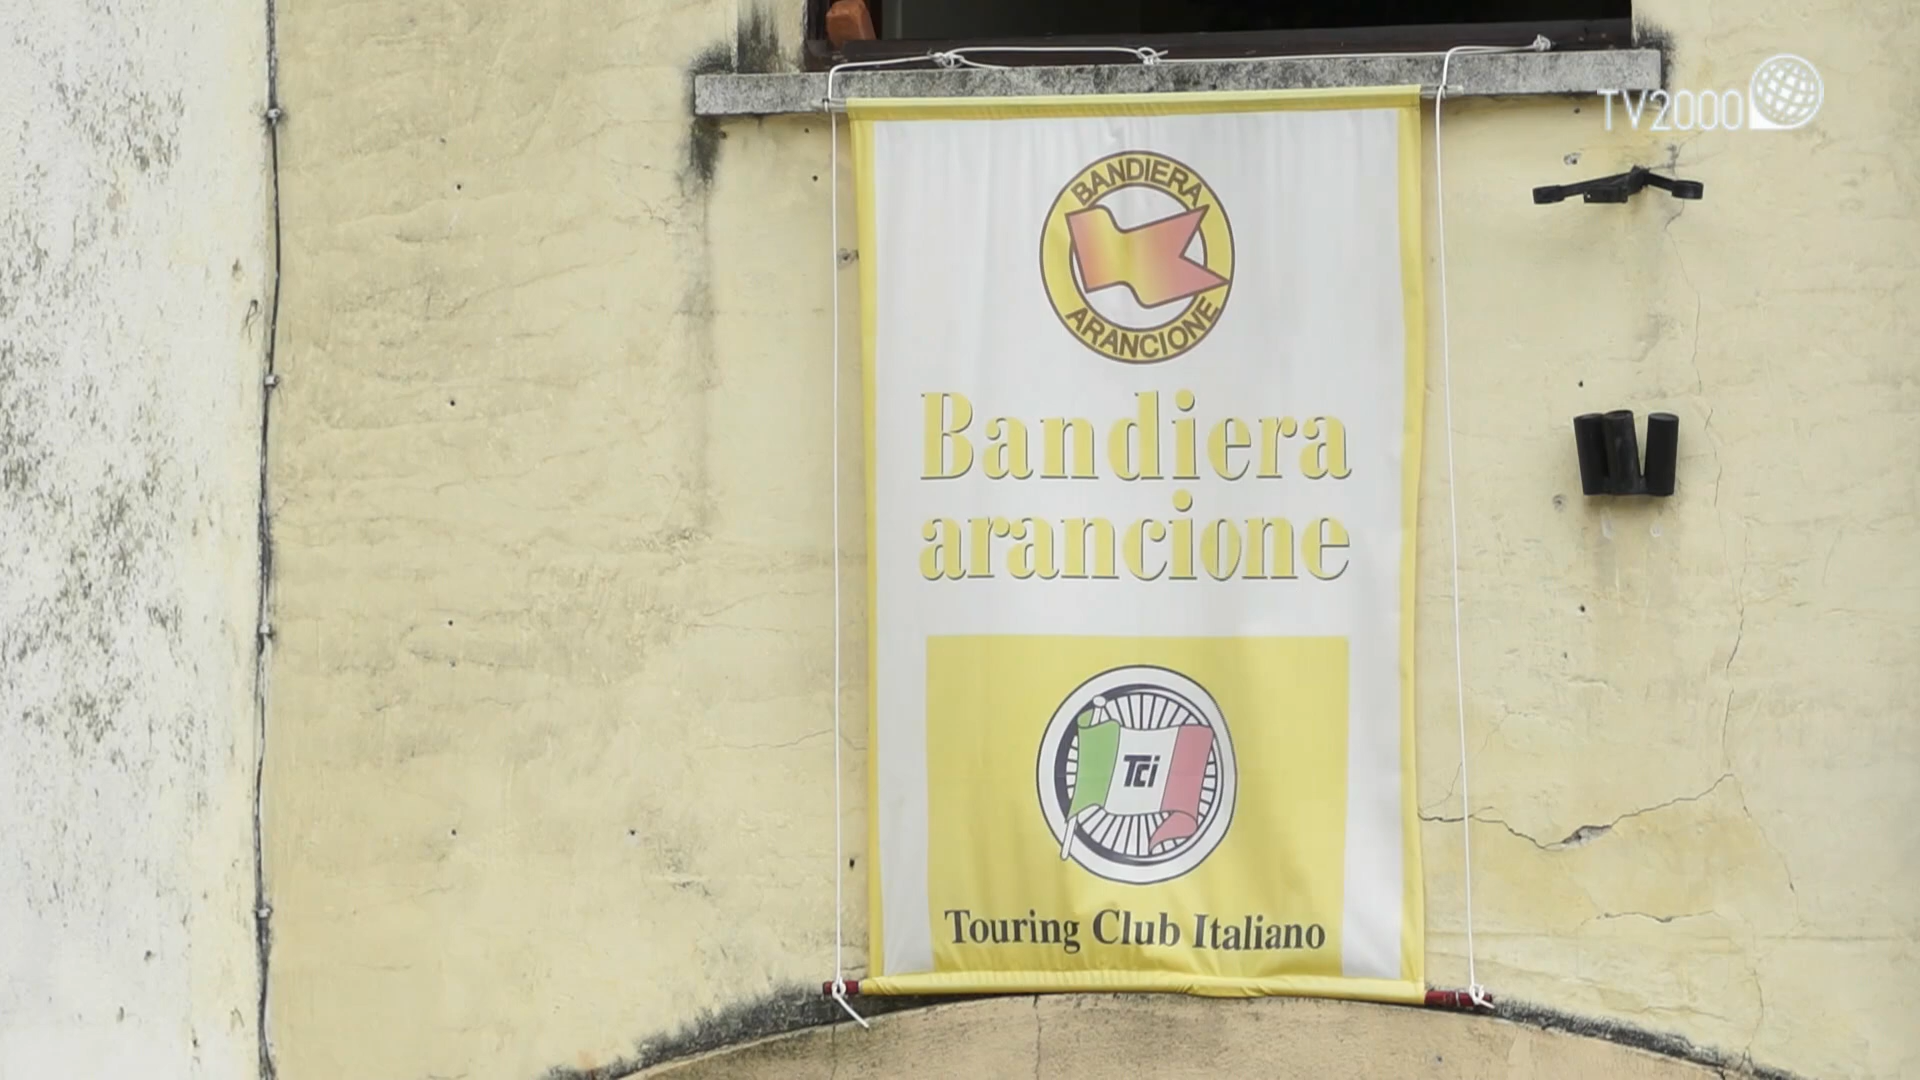 TV2000
BANDIERA
ARANCIONE
Bandiera
arancione
Tci
Touring Club Italiano